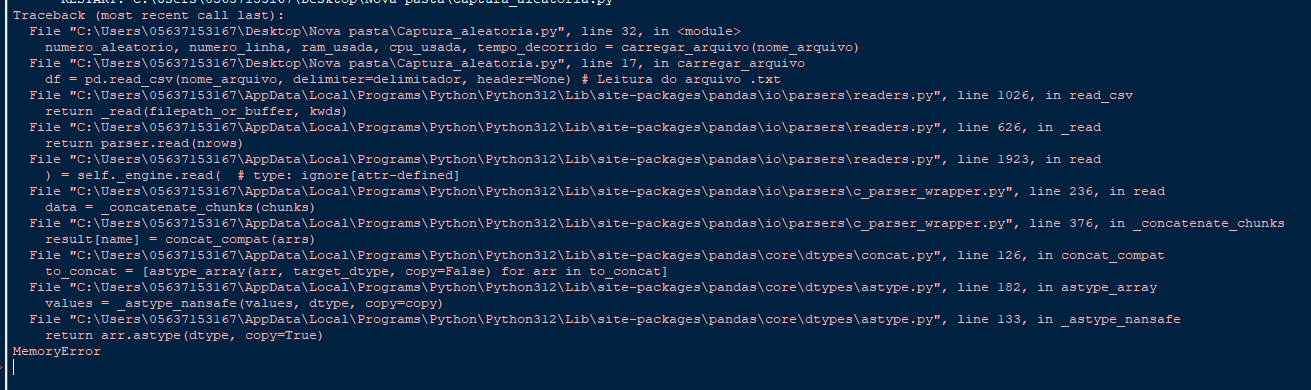 RESTART: C:\Users\05637153167\Desktop\Nova pasta\Captura_aleatoria.py
Traceback (most recent call last):
  File "C:\Users\05637153167\Desktop\Nova pasta\Captura_aleatoria.py", line 32, in <module>
    numero_aleatorio, numero_linha, ram_usada, cpu_usada, tempo_decorrido = carregar_arquivo(nome_arquivo)
  File "C:\Users\05637153167\Desktop\Nova pasta\Captura_aleatoria.py", line 17, in carregar_arquivo
    df = pd.read_csv(nome_arquivo, delimiter=delimitador, header=None) # Leitura do arquivo .txt
  File "C:\Users\05637153167\AppData\Local\Programs\Python\Python312\Lib\site-packages\pandas\io\parsers\readers.py", line 1026, in read_csv
    return _read(filepath_or_buffer, kwds)
  File "C:\Users\05637153167\AppData\Local\Programs\Python\Python312\Lib\site-packages\pandas\io\parsers\readers.py", line 626, in _read
    return parser.read(nrows)
  File "C:\Users\05637153167\AppData\Local\Programs\Python\Python312\Lib\site-packages\pandas\io\parsers\readers.py", line 1923, in read
    ) = self._engine.read(  # type: ignore[attr-defined]
  File "C:\Users\05637153167\AppData\Local\Programs\Python\Python312\Lib\site-packages\pandas\io\parsers\c_parser_wrapper.py", line 236, in read
    data = _concatenate_chunks(chunks)
  File "C:\Users\05637153167\AppData\Local\Programs\Python\Python312\Lib\site-packages\pandas\io\parsers\c_parser_wrapper.py", line 376, in _concatenate_chunks
    result[name] = concat_compat(arrs)
  File "C:\Users\05637153167\AppData\Local\Programs\Python\Python312\Lib\site-packages\pandas\core\dtypes\concat.py", line 126, in concat_compat
    to_concat = [astype_array(arr, target_dtype, copy=False) for arr in to_concat]
  File "C:\Users\05637153167\AppData\Local\Programs\Python\Python312\Lib\site-packages\pandas\core\dtypes\astype.py", line 182, in astype_array
    values = _astype_nansafe(values, dtype, copy=copy)
  File "C:\Users\05637153167\AppData\Local\Programs\Python\Python312\Lib\site-packages\pandas\core\dtypes\astype.py", line 133, in _astype_nansafe
    return arr.astype(dtype, copy=True)
MemoryError